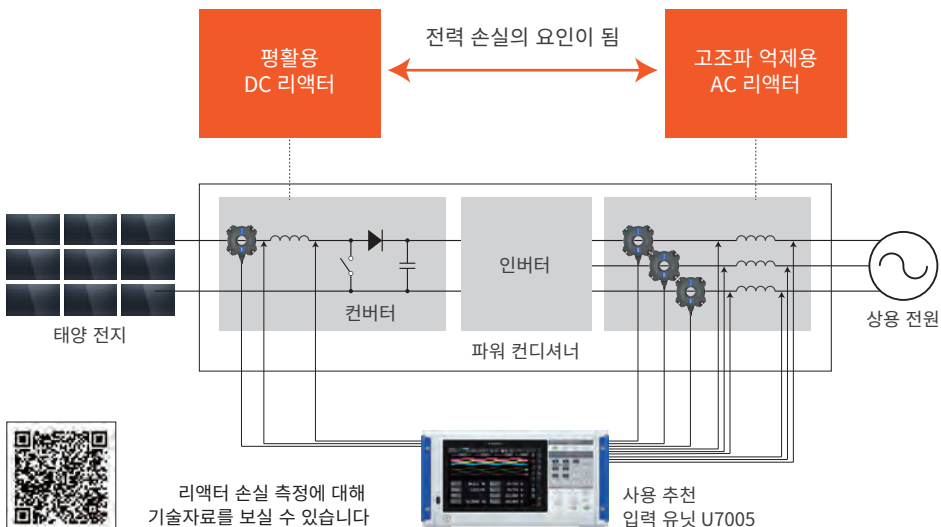 전력 손실의 요인이 됨
평활용
DC 리액터
고조파 억제용
AC 리액터
인버터
컨버터
태양 전지
상용 전원
파워 컨디셔너
리액터 손실 측정에 대해
기술자료를 보실 수 있습니다
사용 추천
입력 유닛 U7005